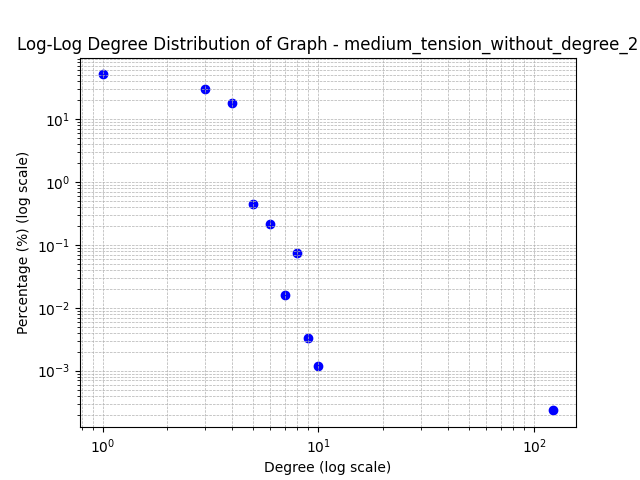 Log-Log Degree Distribution of Graph - medium_tension_without_degree_2
10¹
10⁰
10⁻¹
10⁻²
10⁻³
Percentage (%) (log scale)
10⁰ 10¹ 10²
Degree (log scale)